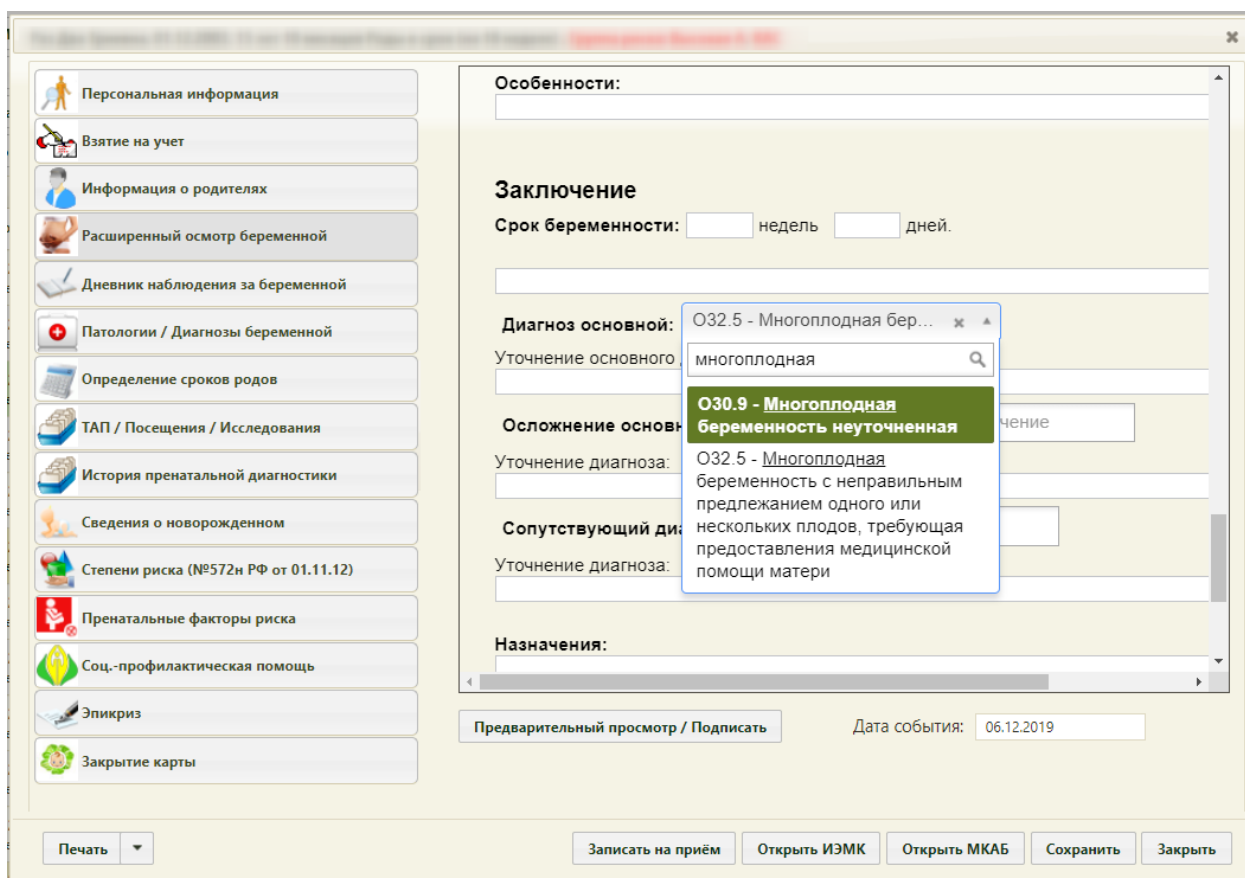 Персональная информация
Взятие на учет
Информация о родителях
Расширенный осмотр беременной
Дневник наблюдения за беременной
Патологии / Диагнозы беременной
Определение сроков родов
ТАП / Посещения / Исследования
История пренатальной диагностики
Сведения о новорожденном
Степени риска (№572н РФ от 01.11.12)
Пренатальные факторы риска
Соц.-профилактическая помощь
Эпикриз
Закрытие карты
Особенности:
Заключение
Срок беременности: недель дней.
Диагноз основной: O32.5 - Многоплодная бер...
Уточнение основного
многоплодная
O30.9 - Многоплодная
беременность неуточненная
O32.5 - Многоплодная
беременность с неправильным
предлежанием одного или
нескольких плодов, требующая
предоставления медицинской
помощи матери
Осложнение
Уточнение диагноза:
Сопутствующий
Уточнение диагноза:
Назначения:
Предварительный просмотр / Подписать
Дата события: 06.12.2019
Печать
Записать на приём
Открыть ИЭМК
Открыть МКАБ
Сохранить
Закрыть